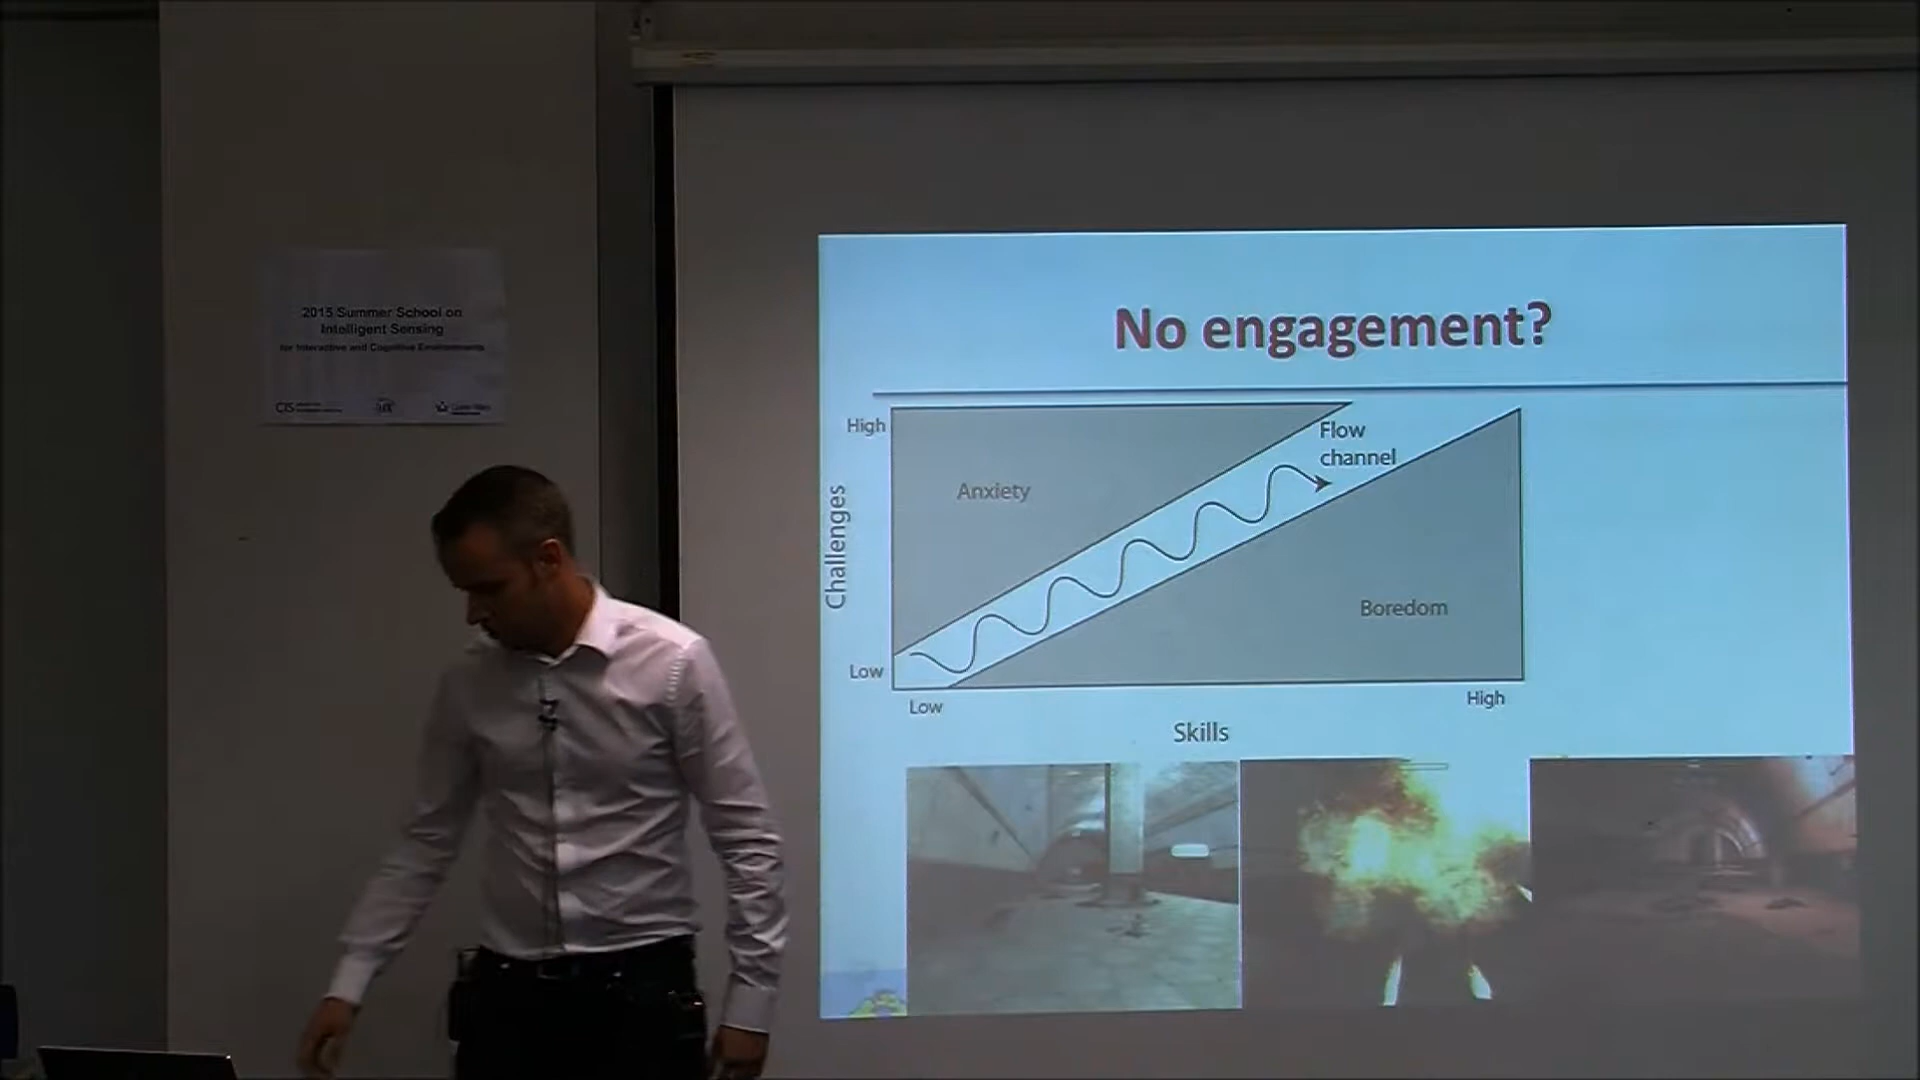 2015 Summer School on
Intelligent Sensing
for Interactive and Cognitive Environments
CIS
No engagement?
High
Challenges
Low
Anxiety
Flow
channel
Boredom
Low
High
Skills